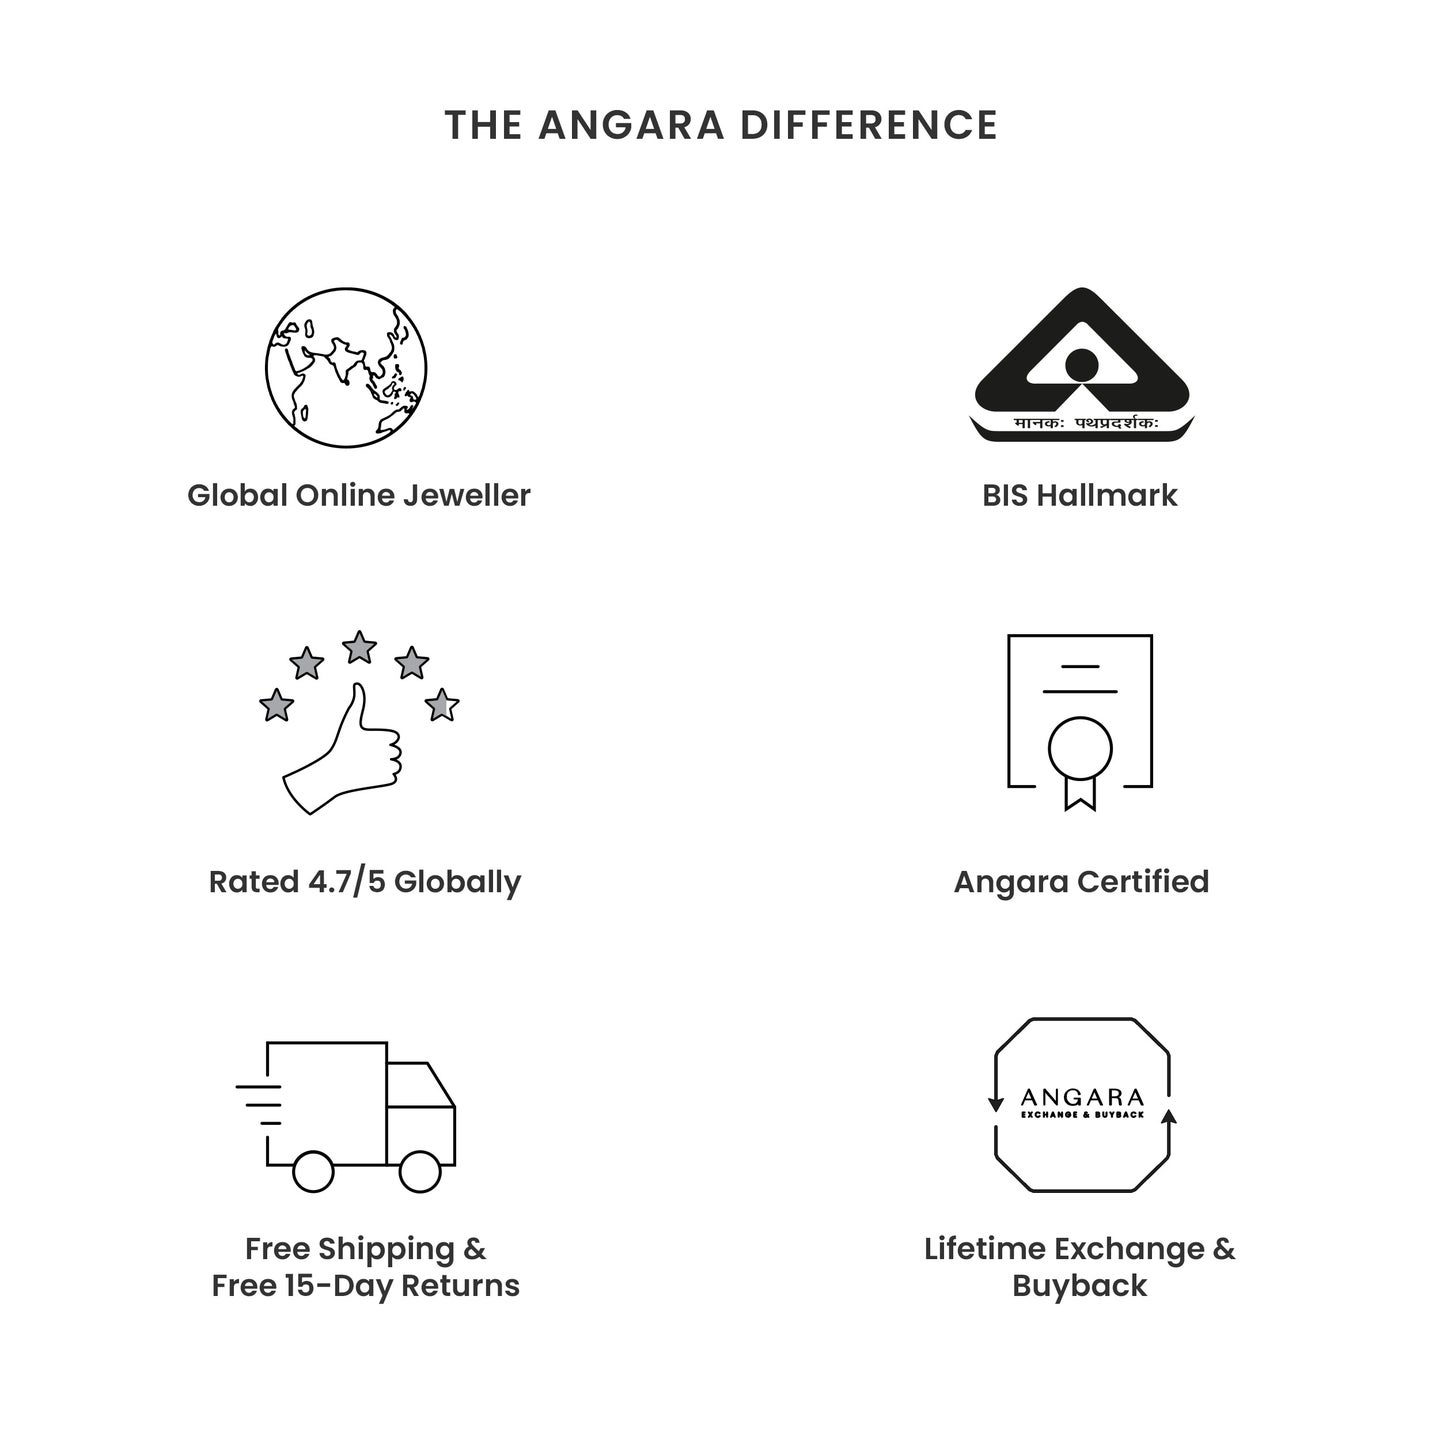 THE ANGARA DIFFERENCE
मानकः पथप्रदर्शकः
Global Online Jeweller
BIS Hallmark
Rated 4.7/5 Globally
Angara Certified
ANGARA
EXCHANGE & BUYBACK
Free Shipping &
Free 15-Day Returns
Lifetime Exchange &
Buyback